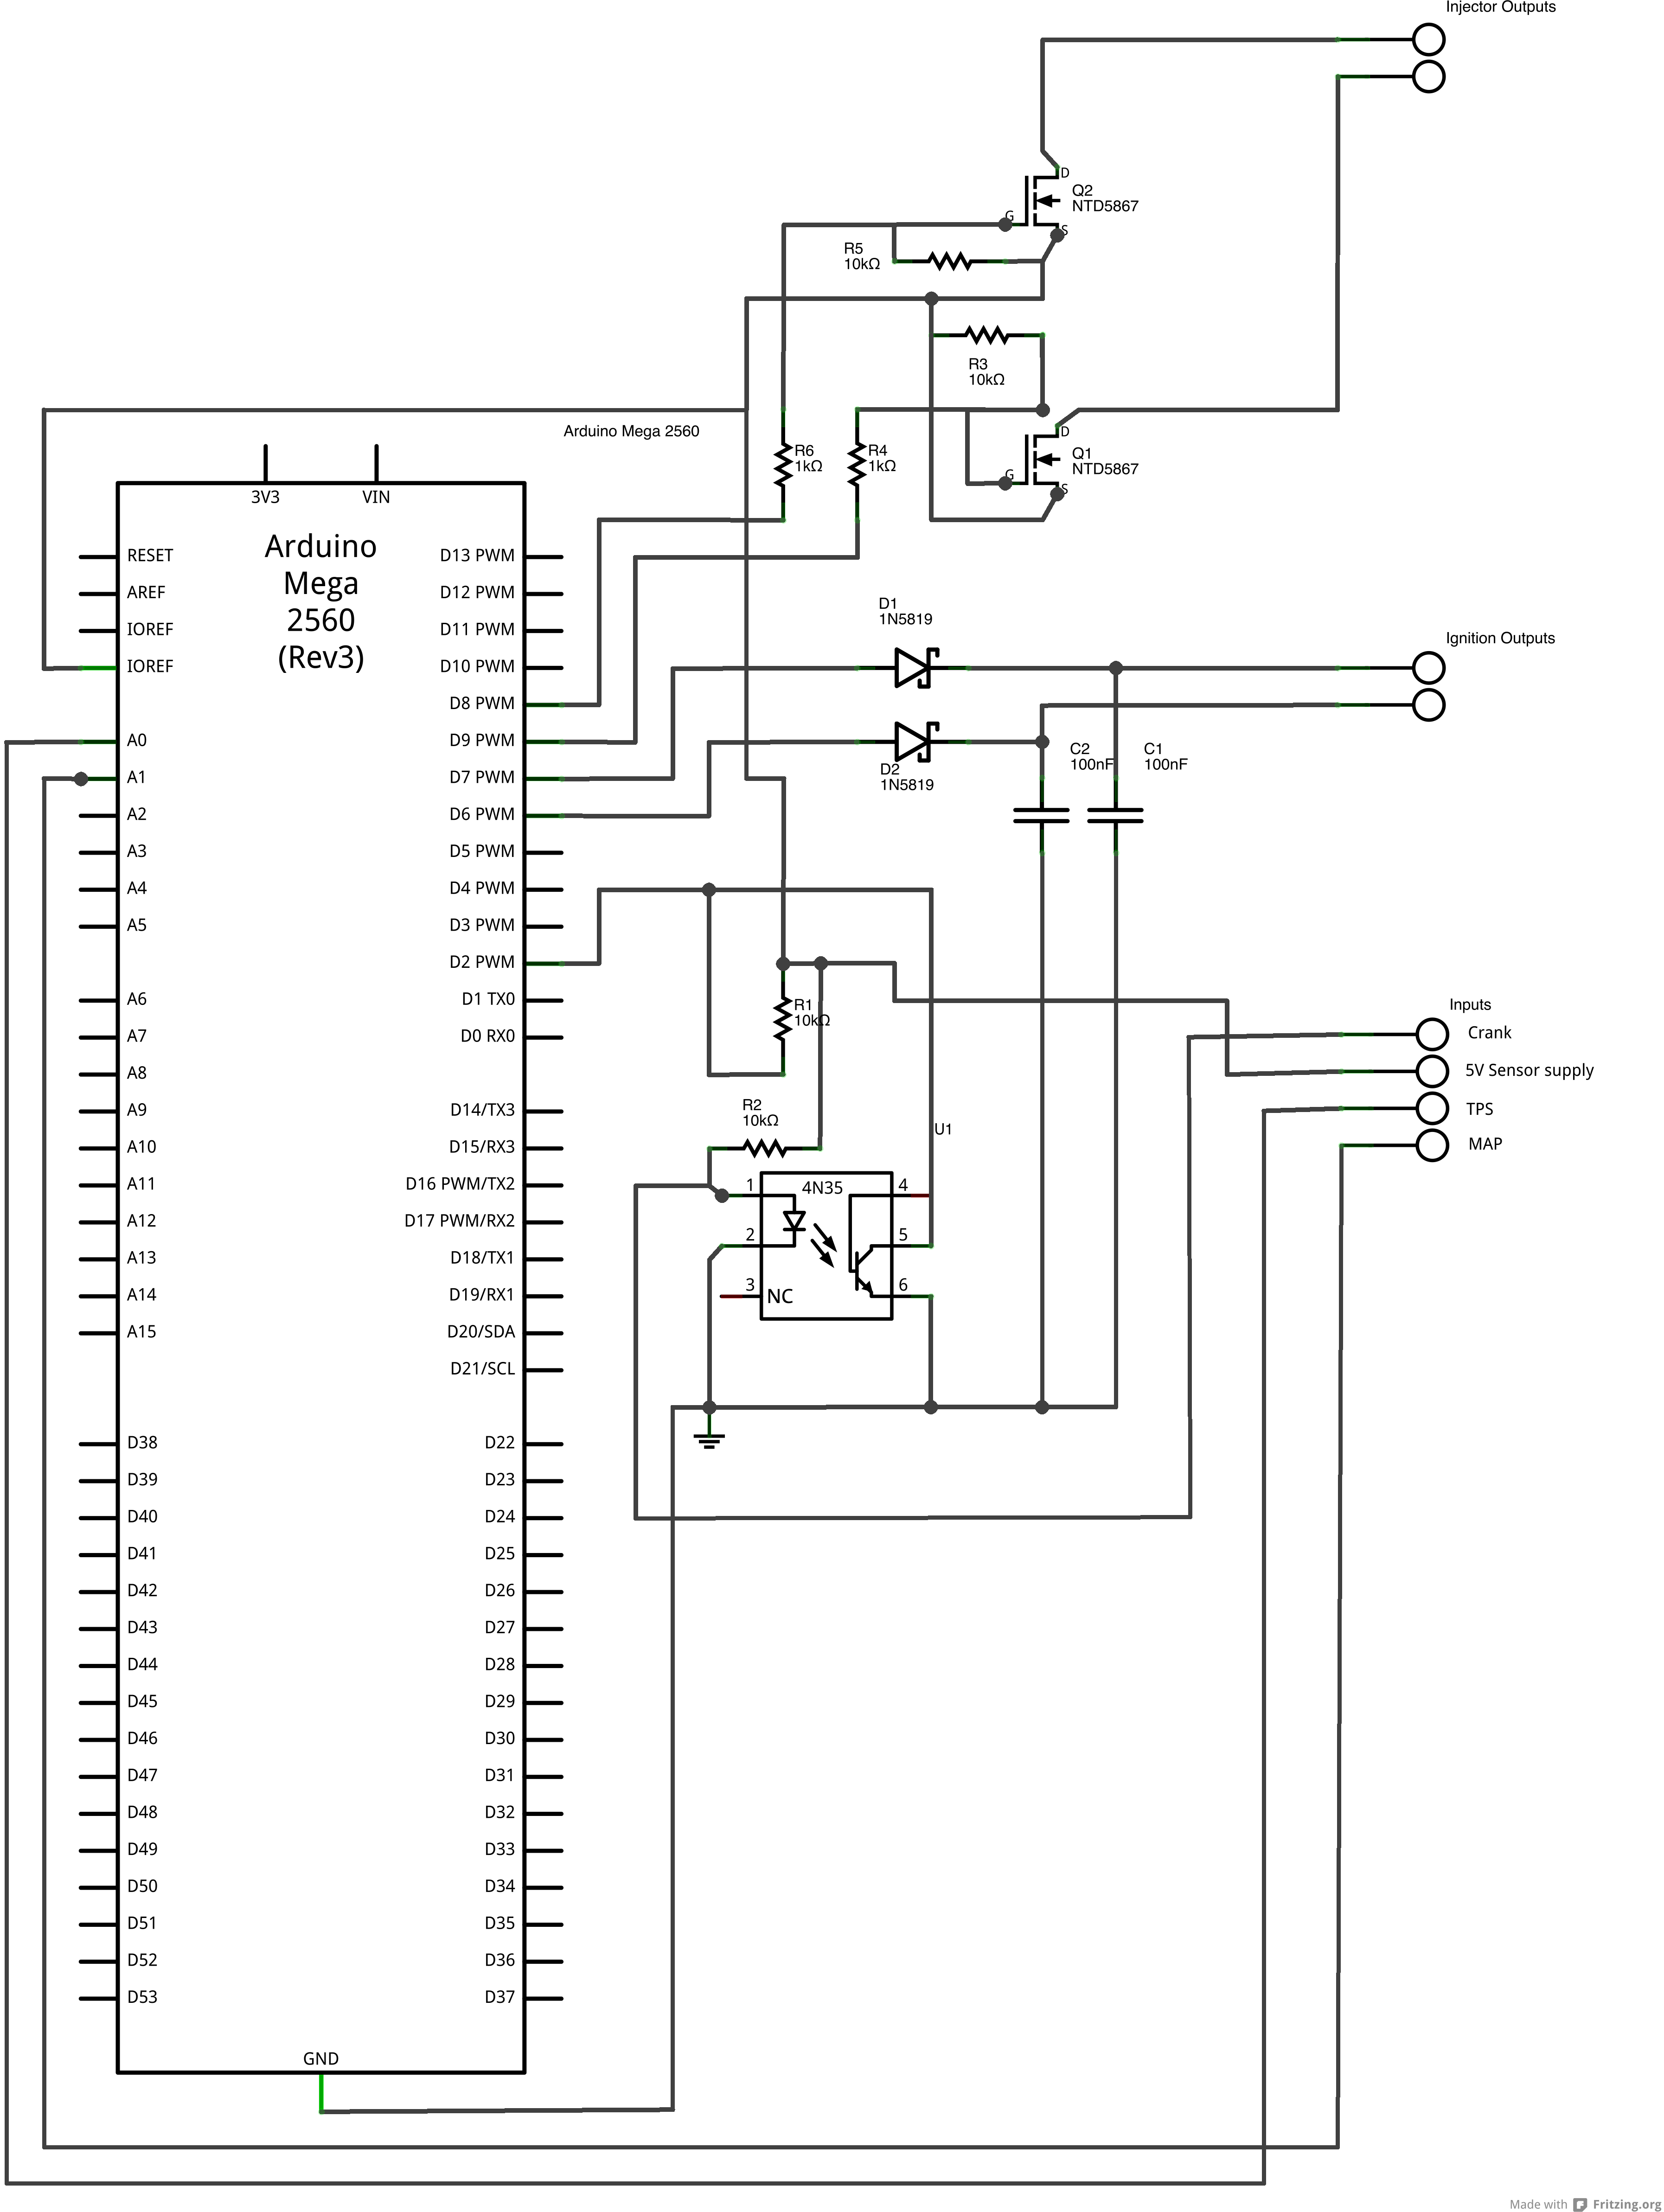 Injector Outputs
D
Q2
NTD5867
G
S
R5
10kΩ
R3
10kΩ
Arduino Mega 2560
R6
1kΩ
R4
1kΩ
D
Q1
NTD5867
G
S
3V3
VIN
Arduino
Mega
2560
(Rev3)
RESET
AREF
IOREF
IOREF
A0
A1
A2
A3
A4
A5
A6
A7
A8
A9
A10
A11
A12
A13
A14
A15
D38
D39
D40
D41
D42
D43
D44
D45
D46
D47
D48
D49
D50
D51
D52
D53
D13 PWM
D12 PWM
D11 PWM
D10 PWM
D8 PWM
D9 PWM
D7 PWM
D6 PWM
D5 PWM
D4 PWM
D3 PWM
D2 PWM
D1 TX0
D0 RX0
D14/TX3
D15/RX3
D16 PWM/TX2
D17 PWM/RX2
D18/TX1
D19/RX1
D20/SDA
D21/SCL
D22
D23
D24
D25
D26
D27
D28
D29
D30
D31
D32
D33
D34
D35
D36
D37
GND
D1
1N5819
Ignition Outputs
D2
1N5819
C2
100nF
C1
100nF
R1
10kΩ
Inputs
Crank
5V Sensor supply
TPS
MAP
R2
10kΩ
U1
4N35
1
2
3
NC
4
5
6
Made with Fritzing.org